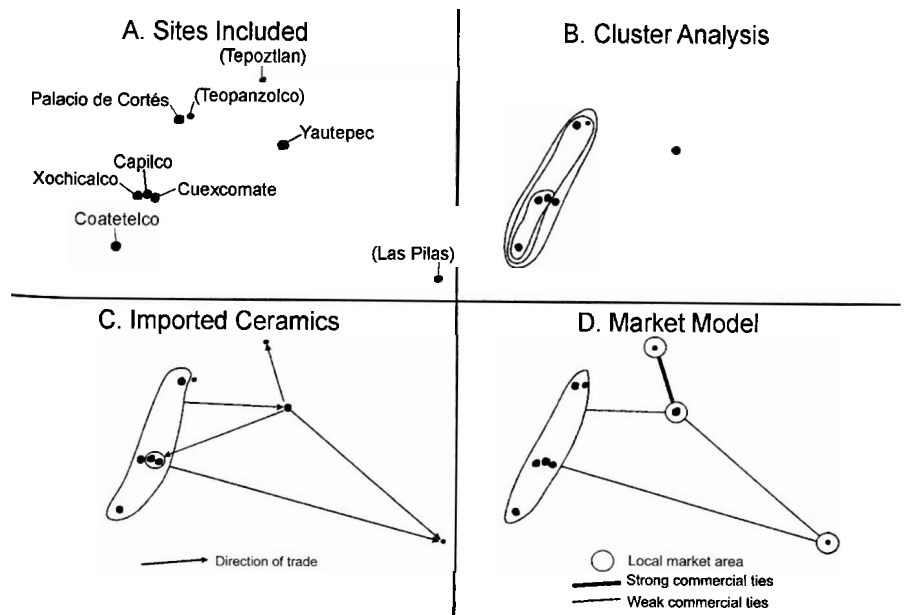 A. Sites Included
(Tepoztlan)
Palacio de Cortés
(Teopanzolco)
Yautepec
Capilco
Xochicalco
Cuexcomate
Coatetelco
(Las Pilas)
B. Cluster Analysis
C. Imported Ceramics
Direction of trade
D. Market Model
Local market area
Strong commercial ties
Weak commercial ties